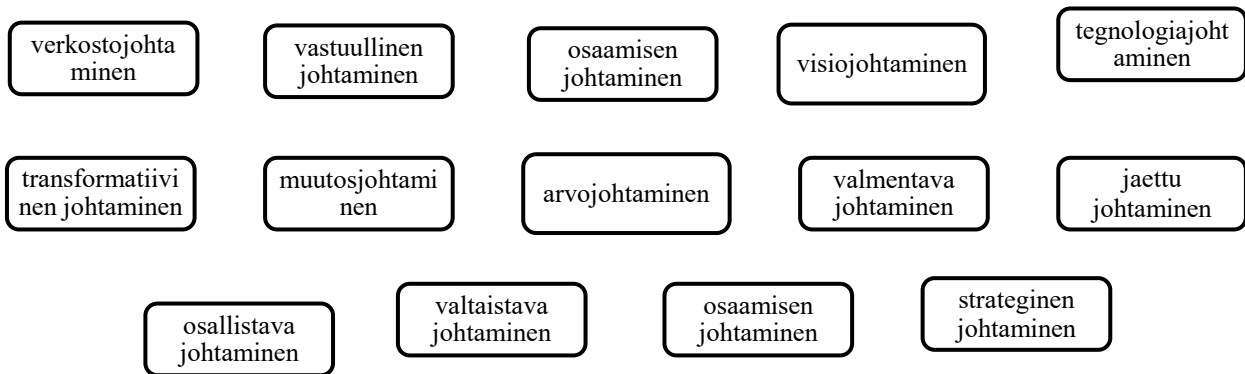 verkostojohta
minen
vastuullinen
johtaminen
osaamisen
johtaminen
visiojohtaminen
tegnologiajoht
aminen
transformatiivi
nen johtaminen
muutosjohtami
nen
arvojohtaminen
valmentava
johtaminen
jaettu
johtaminen
osallistava
johtaminen
valtaistava
johtaminen
osaamisen
johtaminen
strateginen
johtaminen